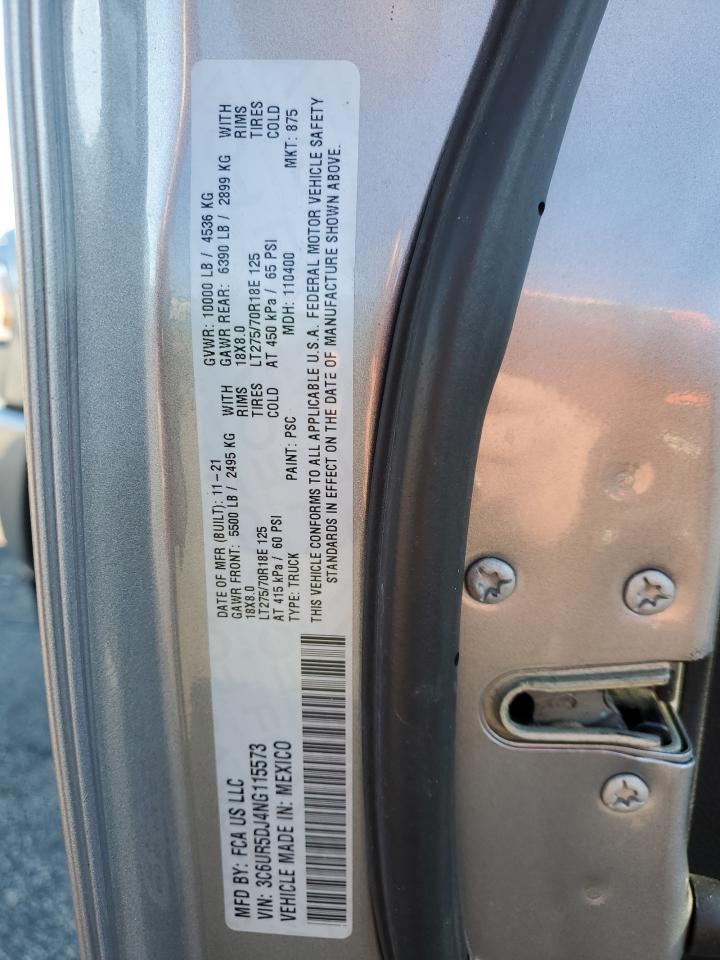 MFD BY: FCA US LLC
VIN: 3C6UR5DJ4NG115573
VEHICLE MADE IN: MEXICO
DATE OF MFR (BUILT): 11-21
GVWR: 10000 LB / 4536 KG
GAWR FRONT: 5500 LB / 2495 KG WITH
GAWR REAR: 6390 LB / 2899 KG WITH
18X8.0 RIMS
18X8.0 RIMS
LT275/70R18E 125 TIRES
LT275/70R18E 125 TIRES
AT 415 kPa / 60 PSI COLD
AT 450 kPa / 65 PSI COLD
TYPE: TRUCK PAINT: PSC MDH: 110400 MKT: 875
THIS VEHICLE CONFORMS TO ALL APPLICABLE U.S.A. FEDERAL MOTOR VEHICLE SAFETY
STANDARDS IN EFFECT ON THE DATE OF MANUFACTURE SHOWN ABOVE.